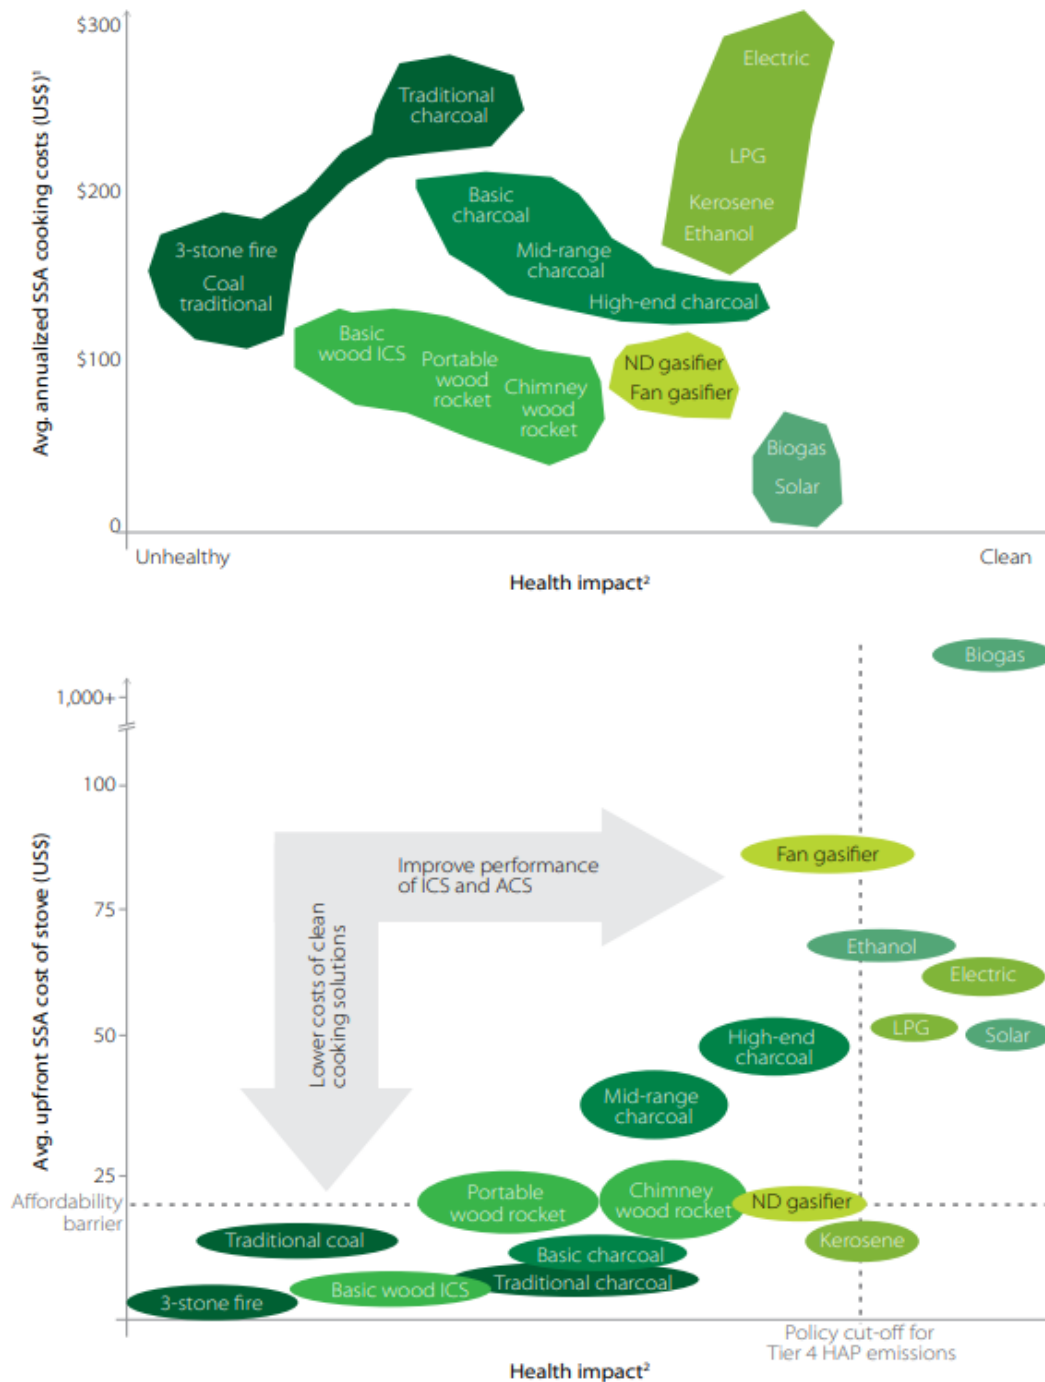 Avg. annualized SSA cooking costs (US$)¹
$300
$200
$100
0
Traditional
charcoal
3-stone fire
Coal
traditional
Basic
charcoal
Mid-range
charcoal
High-end charcoal
Electric
LPG
Kerosene
Ethanol
Basic
wood ICS
Portable
wood
rocket
Chimney
wood
rocket
ND gasifier
Fan gasifier
Biogas
Solar
Unhealthy
Clean
Health impact²
Avg. upfront SSA cost of stove (US$)
1,000+
100
75
50
25
Affordability
barrier
Biogas
Improve performance
of ICS and ACS
Lower costs of clean
cooking solutions
Fan gasifier
Ethanol
Electric
LPG
Solar
High-end
charcoal
Mid-range
charcoal
Portable
wood rocket
Chimney
wood rocket
ND gasifier
Traditional coal
Kerosene
Basic charcoal
Traditional charcoal
Basic wood ICS
3-stone fire
Policy cut-off for
Tier 4 HAP emissions
Health impact²